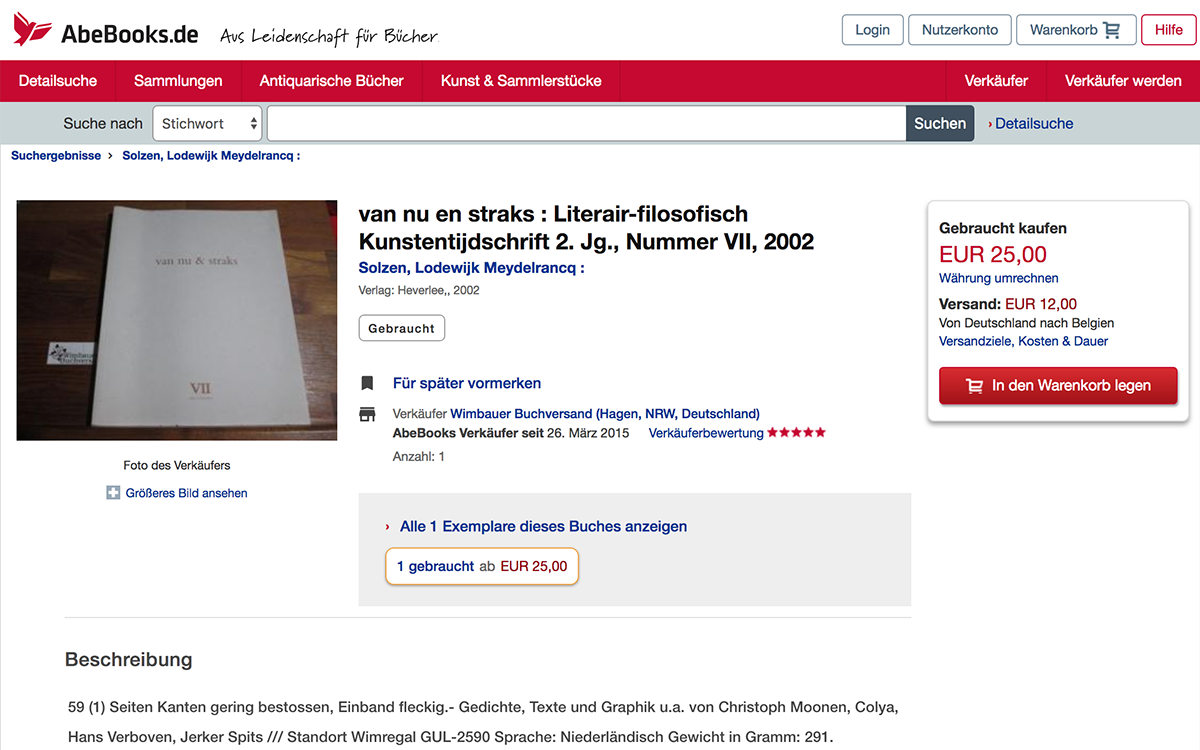 AbeBooks.de Aus Leidenschaft für Bücher
Login Nutzerkonto Warenkorb Hilfe
Detailsuche Sammlungen Antiquarische Bücher Kunst & Sammlerstücke Verkäufer Verkäufer werden
Suche nach Stichwort Suchen › Detailsuche
Suchergebnisse › Solzen, Lodewijk Meydelrancq :
van nu & straks
VII
Foto des Verkäufers
Größeres Bild ansehen
van nu en straks : Literair-filosofisch
Kunstentijdschrift 2. Jg., Nummer VII, 2002
Solzen, Lodewijk Meydelrancq :
Verlag: Heverlee,, 2002
Gebraucht
Für später vormerken
Verkäufer Wimbauer Buchversand (Hagen, NRW, Deutschland)
AbeBooks Verkäufer seit 26. März 2015 Verkäuferbewertung
Anzahl: 1
› Alle 1 Exemplare dieses Buches anzeigen
1 gebraucht ab EUR 25,00
Gebraucht kaufen
EUR 25,00
Währung umrechnen
Versand: EUR 12,00
Von Deutschland nach Belgien
Versandziele, Kosten & Dauer
In den Warenkorb legen
Beschreibung
59 (1) Seiten Kanten gering bestossen, Einband fleckig.- Gedichte, Texte und Graphik u.a. von Christoph Moonen, Colya,
Hans Verboven, Jerker Spits /// Standort Wimregal GUL-2590 Sprache: Niederländisch Gewicht in Gramm: 291.